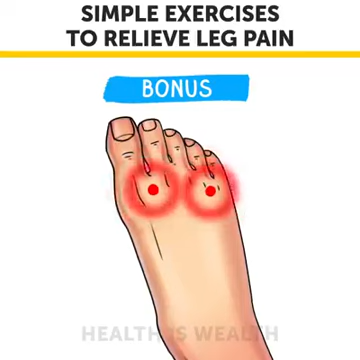 SIMPLE EXERCISES
TO RELIEVE LEG PAIN
BONUS
HEALTH IS WEALTH